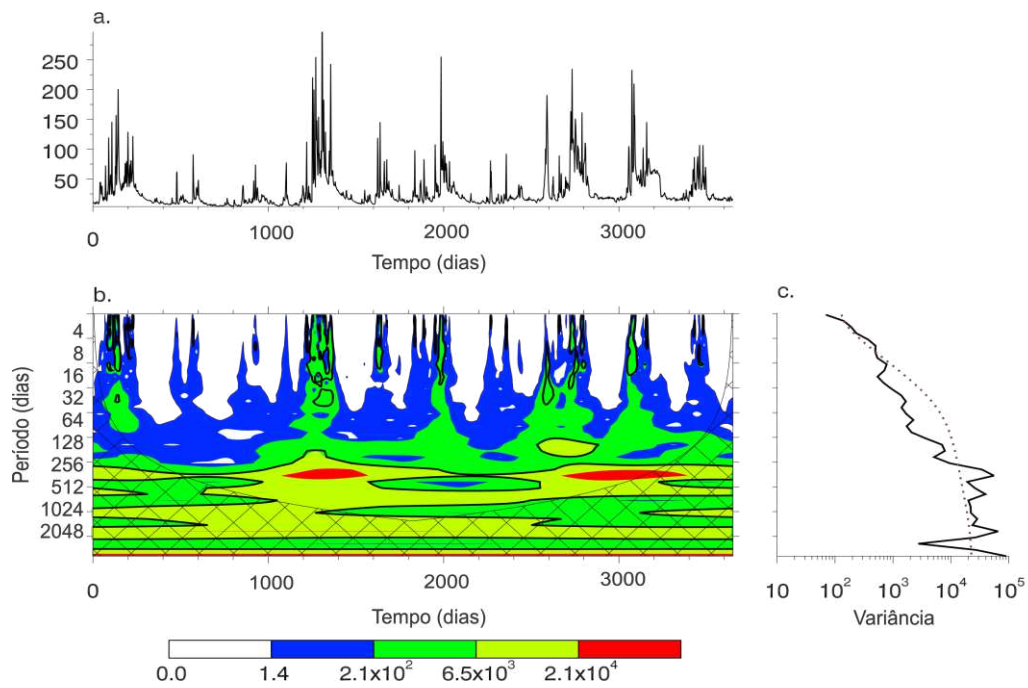 a.
250
200
150
100
50
0 1000 2000 3000
Tempo (dias)
b.
c.
Período (dias)
4
8
16
32
64
128
256
512
1024
2048
0 1000 2000 3000
Tempo (dias)
10 10² 10³ 10⁴ 10⁵
Variância
0.0 1.4 2.1x10² 6.5x10³ 2.1x10⁴